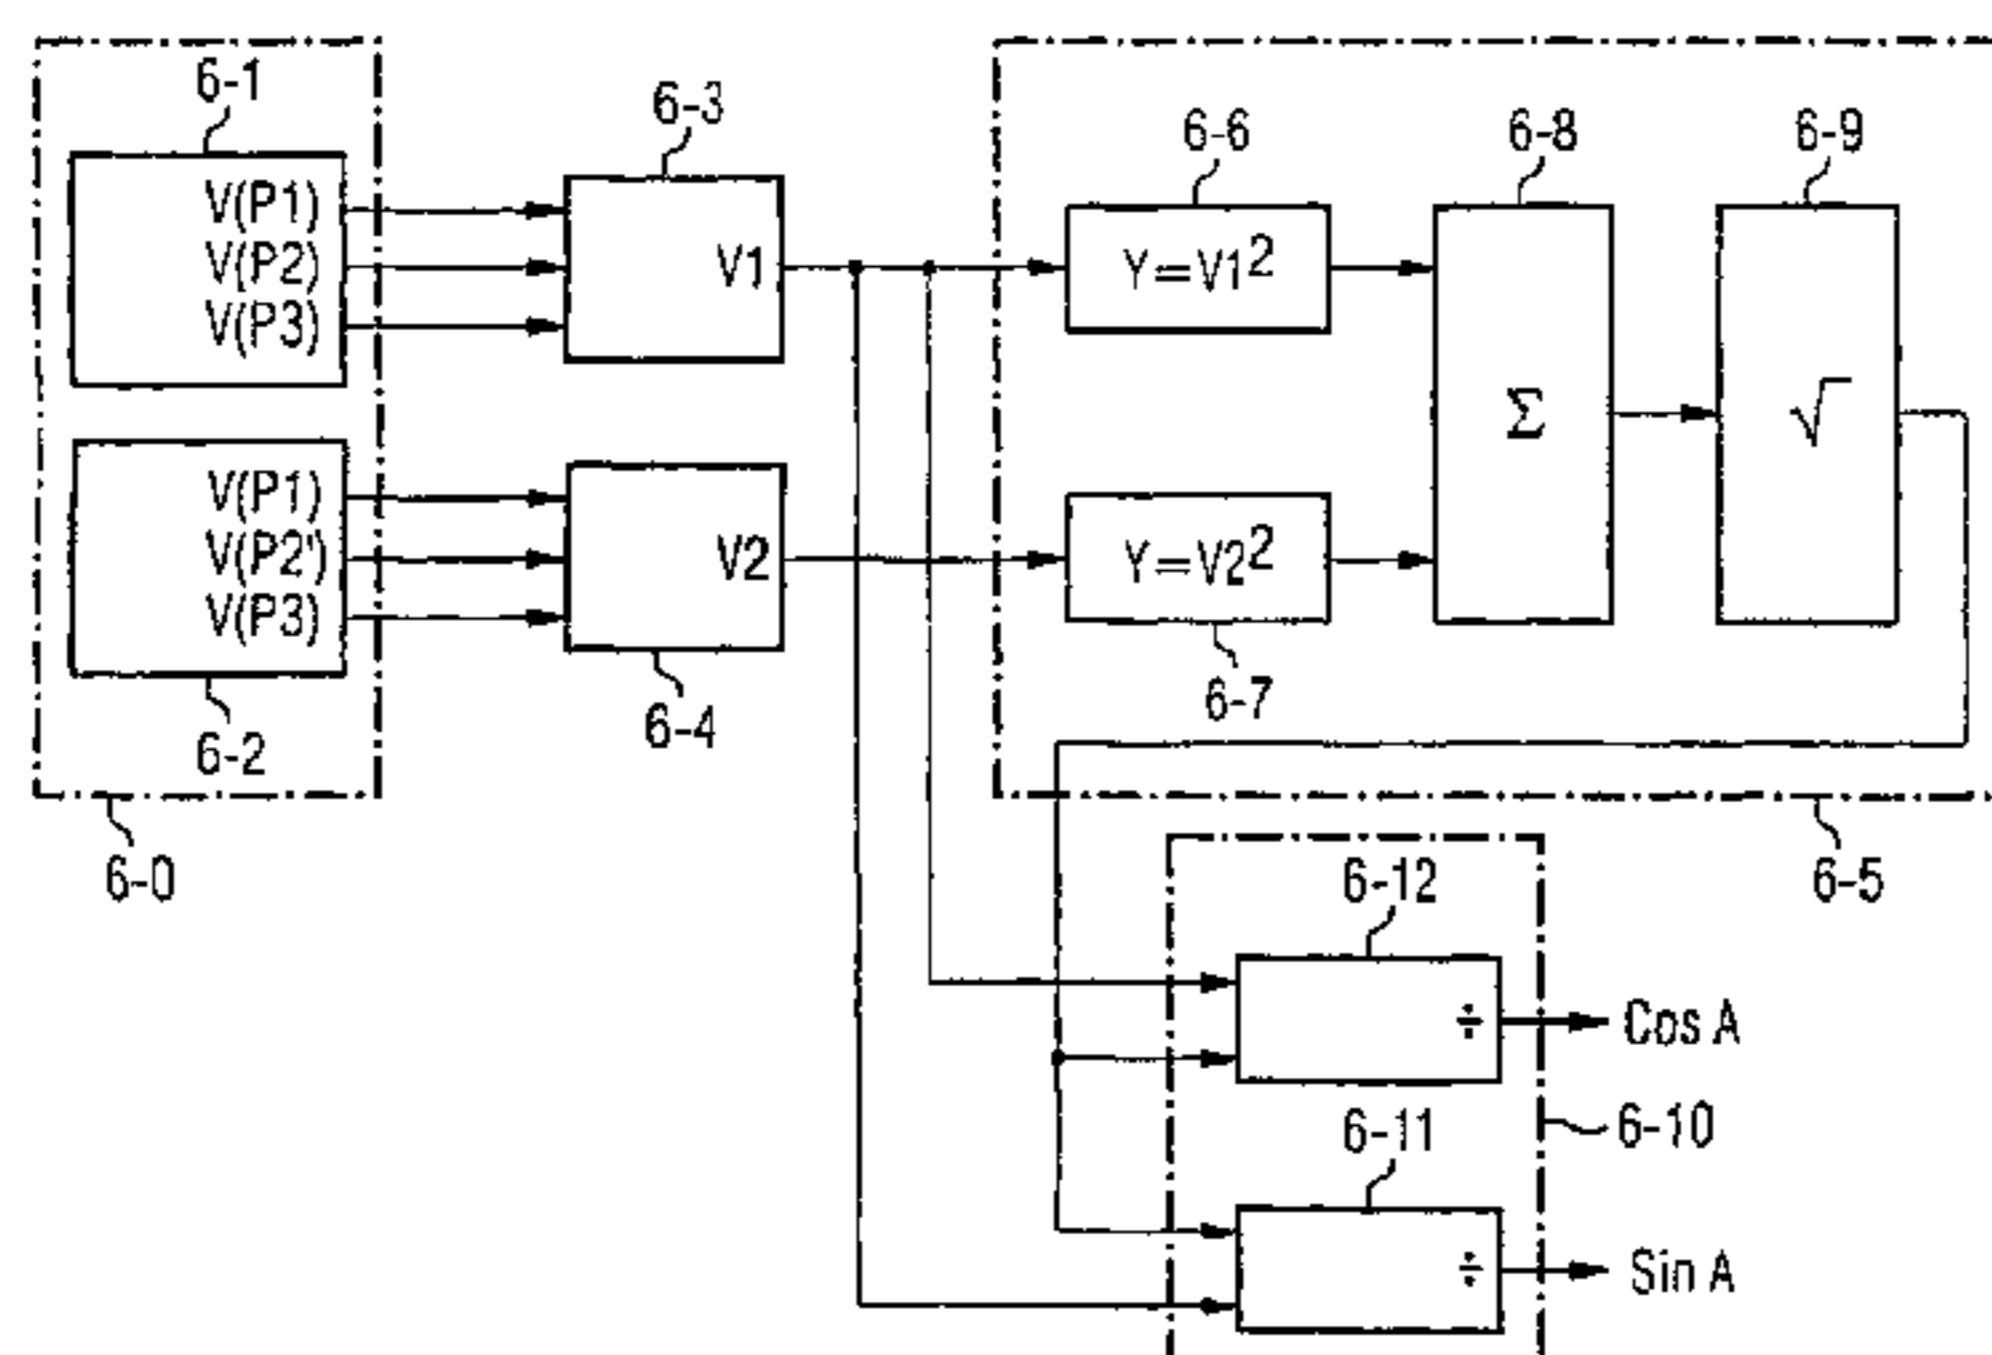 6-1
V(P1)
V(P2)
V(P3)
V(P1)
V(P2')
V(P3)
6-2
6-0
6-3
V1
V2
6-4
6-6
Y=V1²
Y=V2²
6-7
6-8
Σ
6-9
√
6-5
6-12
÷
Cos A
6-10
6-11
÷
Sin A